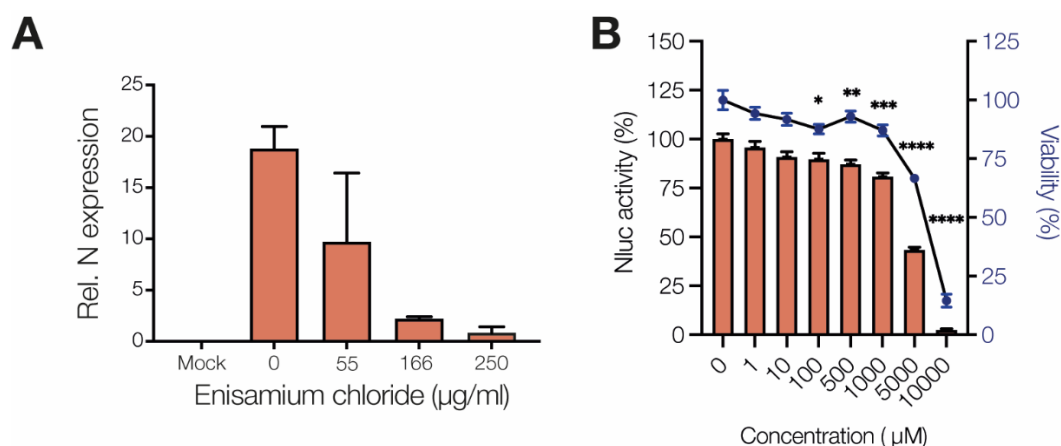 A
Rel. N expression
25
20
15
10
5
0
Mock 0 55 166 250
Enisamium chloride (µg/ml)
B
Nluc activity (%)
150
125
100
75
50
25
0
* ** *** **** ****
125
100
75
50
25
0
Viability (%)
0 1 10 100 500 1000 5000 10000
Concentration ( µM)